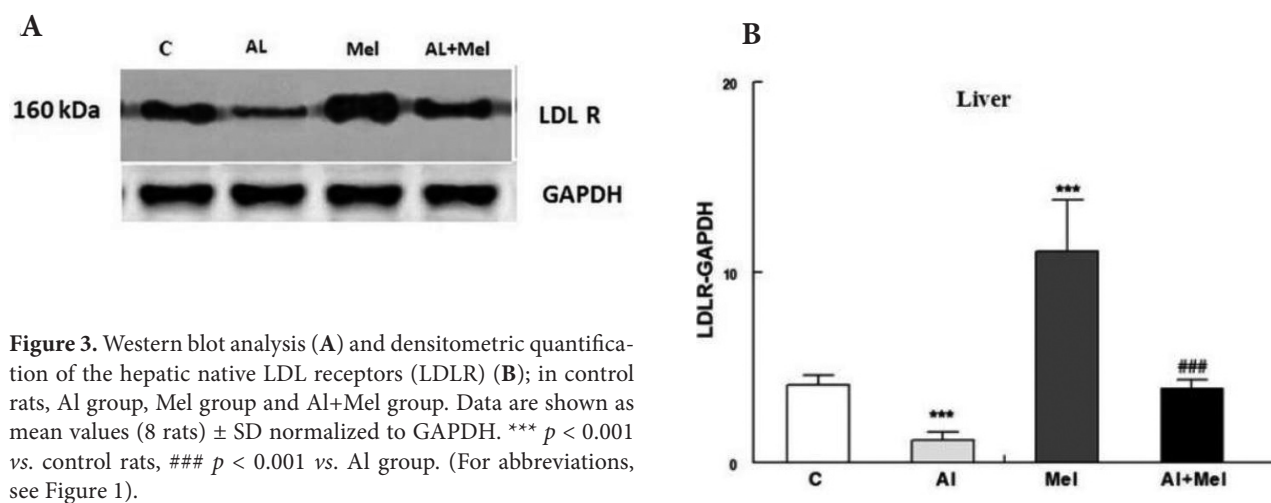 A
C AL Mel AL+Mel
160 kDa
LDL R
GAPDH
Figure 3. Western blot analysis (A) and densitometric quantifica-
tion of the hepatic native LDL receptors (LDLR) (B); in control
rats, Al group, Mel group and Al+Mel group. Data are shown as
mean values (8 rats) ± SD normalized to GAPDH. *** p < 0.001
vs. control rats, ### p < 0.001 vs. Al group. (For abbreviations,
see Figure 1).
B
Liver
LDLR-GAPDH
20
10
0
***
***
###
C Al Mel Al+Mel